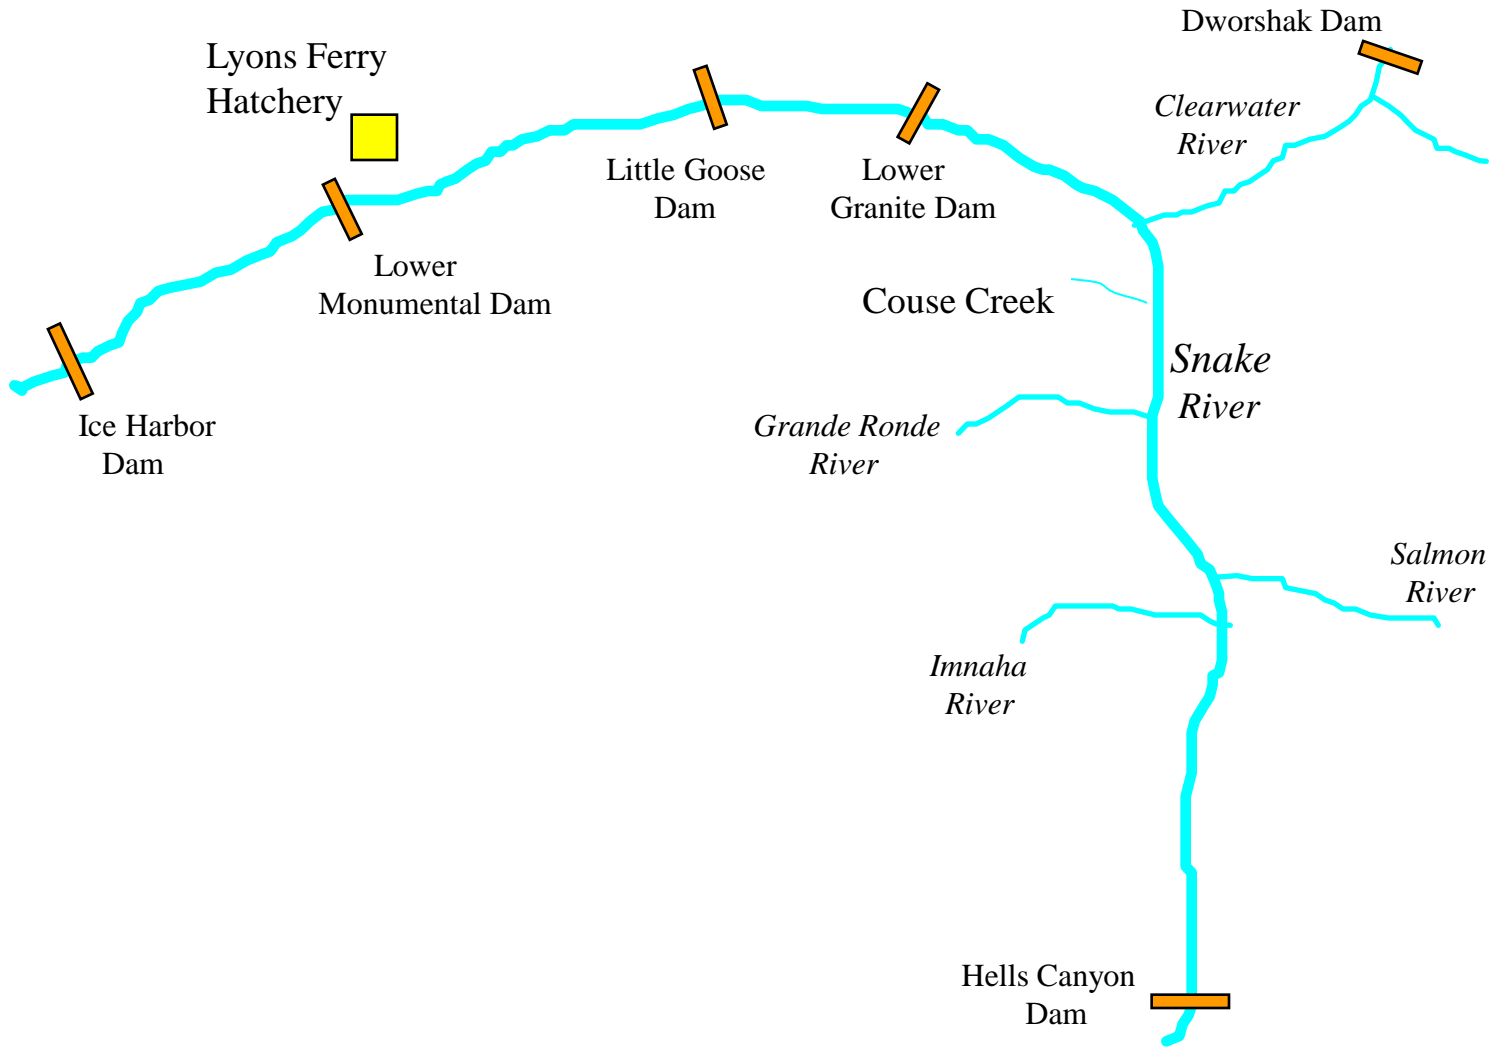 Dworshak Dam
Lyons Ferry
Hatchery
Clearwater
River
Little Goose
Dam
Lower
Granite Dam
Lower
Monumental Dam
Couse Creek
Snake
River
Ice Harbor
Dam
Grande Ronde
River
Salmon
River
Imnaha
River
Hells Canyon
Dam